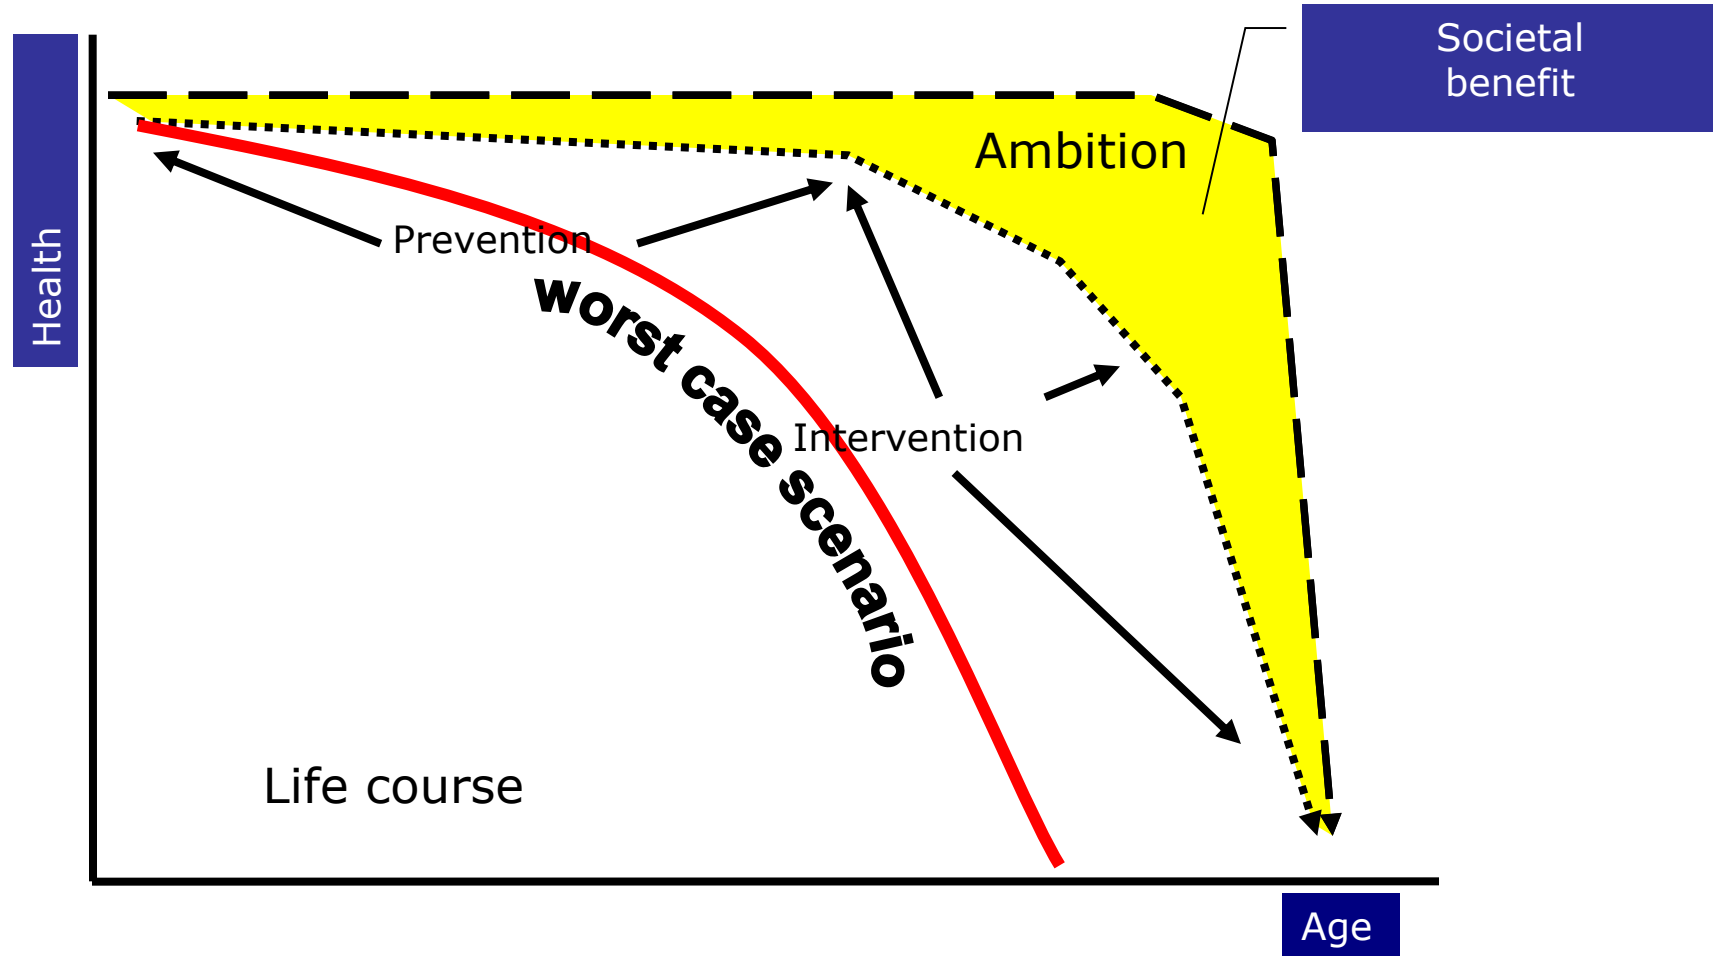 Societal
benefit
Ambition
Health
Prevention
worst case scenario
Intervention
Life course
Age